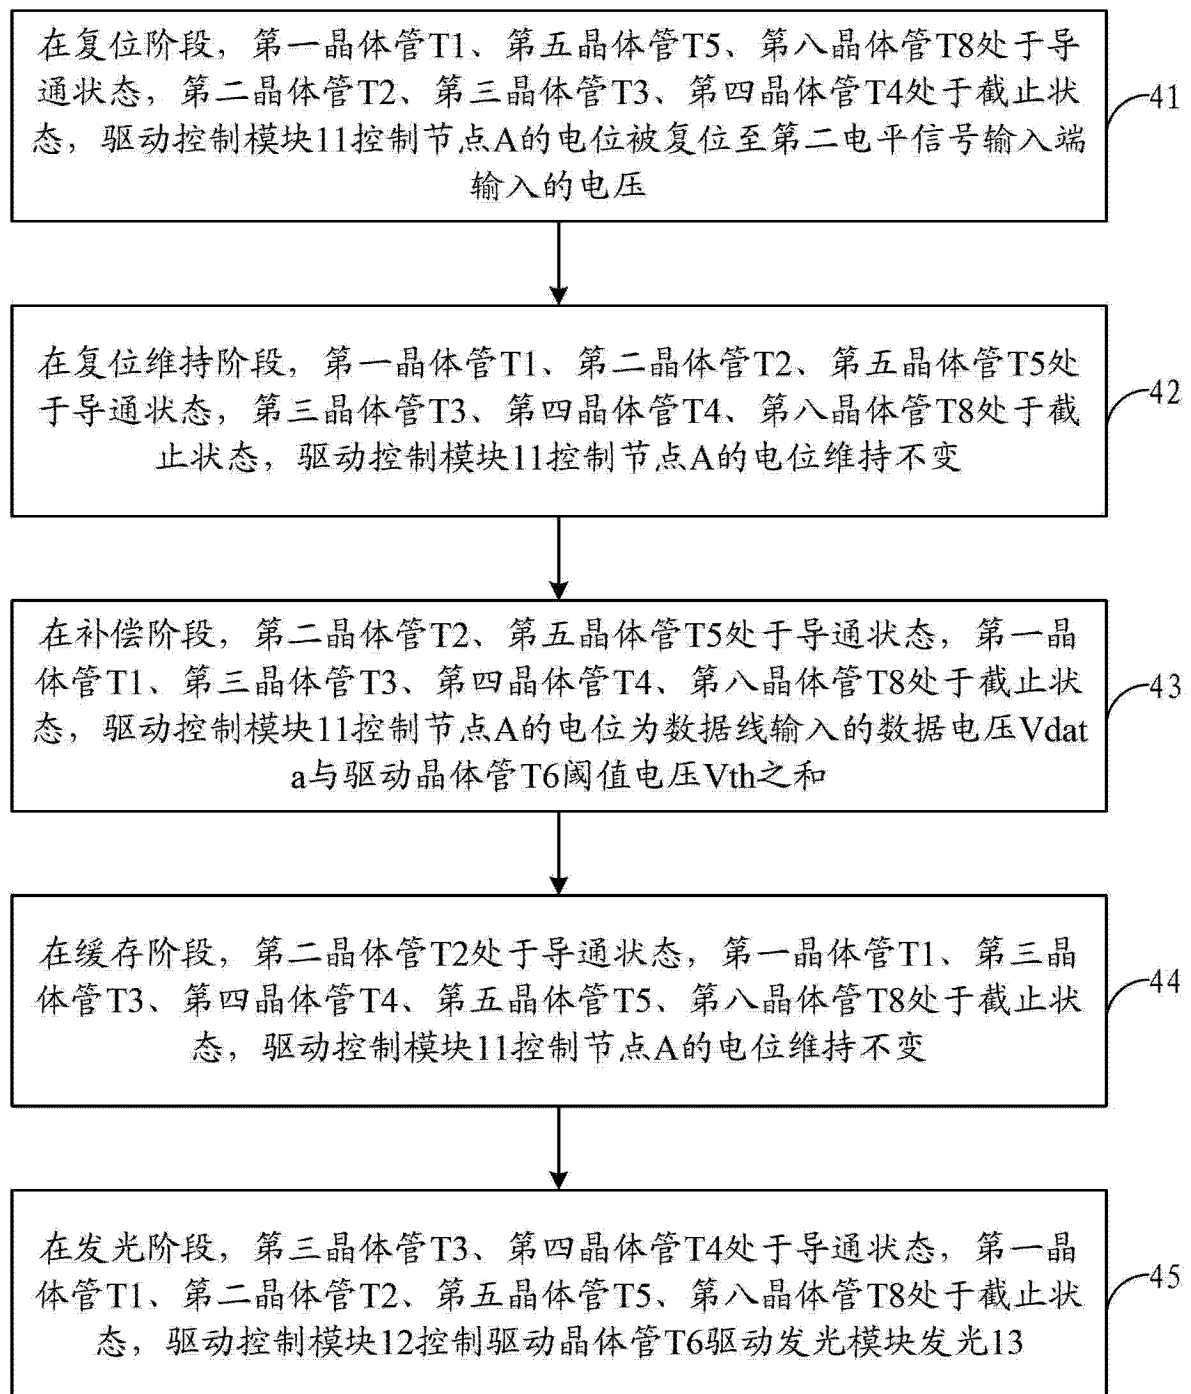 在复位阶段，第一晶体管T1、第五晶体管T5、第八晶体管T8处于导
通状态，第二晶体管T2、第三晶体管T3、第四晶体管T4处于截止状
态，驱动控制模块11控制节点A的电位被复位至第二电平信号输入端
输入的电压
41
在复位维持阶段，第一晶体管T1、第二晶体管T2、第五晶体管T5处
于导通状态，第三晶体管T3、第四晶体管T4、第八晶体管T8处于截
止状态，驱动控制模块11控制节点A的电位维持不变
42
在补偿阶段，第二晶体管T2、第五晶体管T5处于导通状态，第一晶
体管T1、第三晶体管T3、第四晶体管T4、第八晶体管T8处于截止状
态，驱动控制模块11控制节点A的电位为数据线输入的数据电压Vdat
a与驱动晶体管T6阈值电压Vth之和
43
在缓存阶段，第二晶体管T2处于导通状态，第一晶体管T1、第三晶
体管T3、第四晶体管T4、第五晶体管T5、第八晶体管T8处于截止状
态，驱动控制模块11控制节点A的电位维持不变
44
在发光阶段，第三晶体管T3、第四晶体管T4处于导通状态，第一晶
体管T1、第二晶体管T2、第五晶体管T5、第八晶体管T8处于截止状
态，驱动控制模块12控制驱动晶体管T6驱动发光模块发光13
45